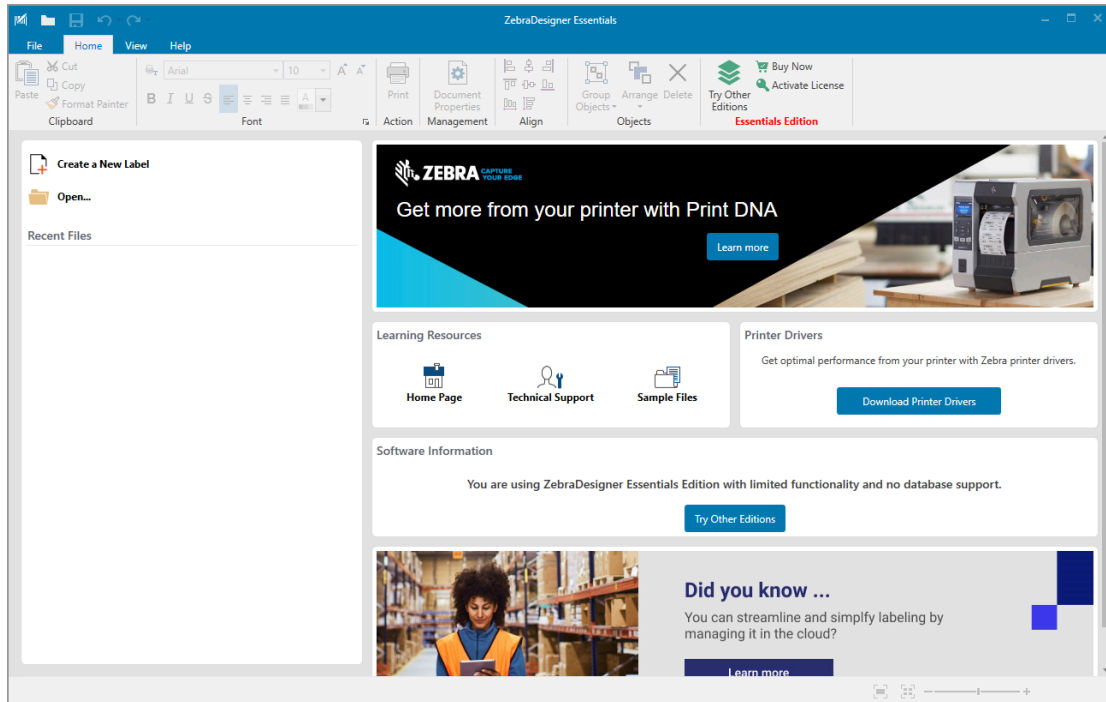 ZebraDesigner Essentials
File Home View Help
Paste
Cut
Copy
Format Painter
Clipboard
Arial 10
B I U S A
Font
Print
Action
Document
Properties
Management
Align
Group
Objects
Arrange
Delete
Objects
Try Other
Editions
Buy Now
Activate License
Essentials Edition
Create a New Label
Open...
Recent Files
ZEBRA CAPTURE
YOUR EDGE
Get more from your printer with Print DNA
Learn more
Learning Resources
Home Page
Technical Support
Sample Files
Printer Drivers
Get optimal performance from your printer with Zebra printer drivers.
Download Printer Drivers
Software Information
You are using ZebraDesigner Essentials Edition with limited functionality and no database support.
Try Other Editions
Did you know ...
You can streamline and simplfy labeling by
managing it in the cloud?
Learn more